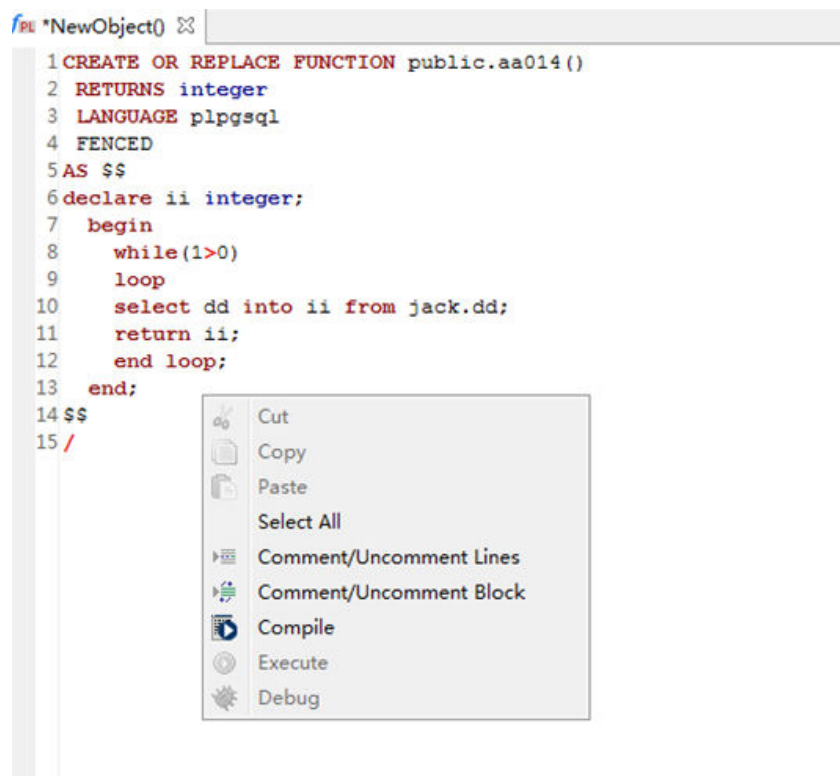 PL *NewObject()
1 CREATE OR REPLACE FUNCTION public.aa014()
2 RETURNS integer
3 LANGUAGE plpgsql
4 FENCED
5 AS $$
6 declare ii integer;
7 begin
8 while(1>0)
9 loop
10 select dd into ii from jack.dd;
11 return ii;
12 end loop;
13 end;
14 $$
15 /
Cut
Copy
Paste
Select All
Comment/Uncomment Lines
Comment/Uncomment Block
Compile
Execute
Debug